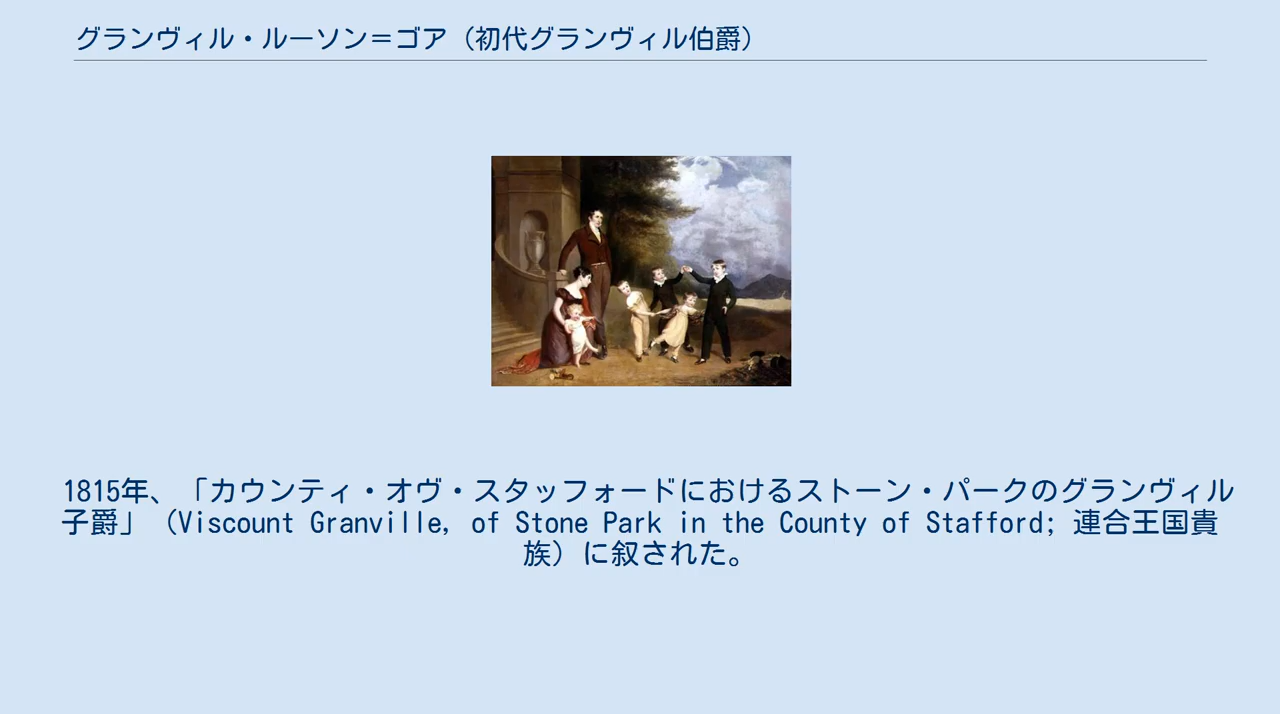 グランヴィル・ルーソン＝ゴア（初代グランヴィル伯爵）
1815年、「カウンティ・オヴ・スタッフォードにおけるストーン・パークのグランヴィル
子爵」（Viscount Granville, of Stone Park in the County of Stafford; 連合王国貴
族）に叙された。